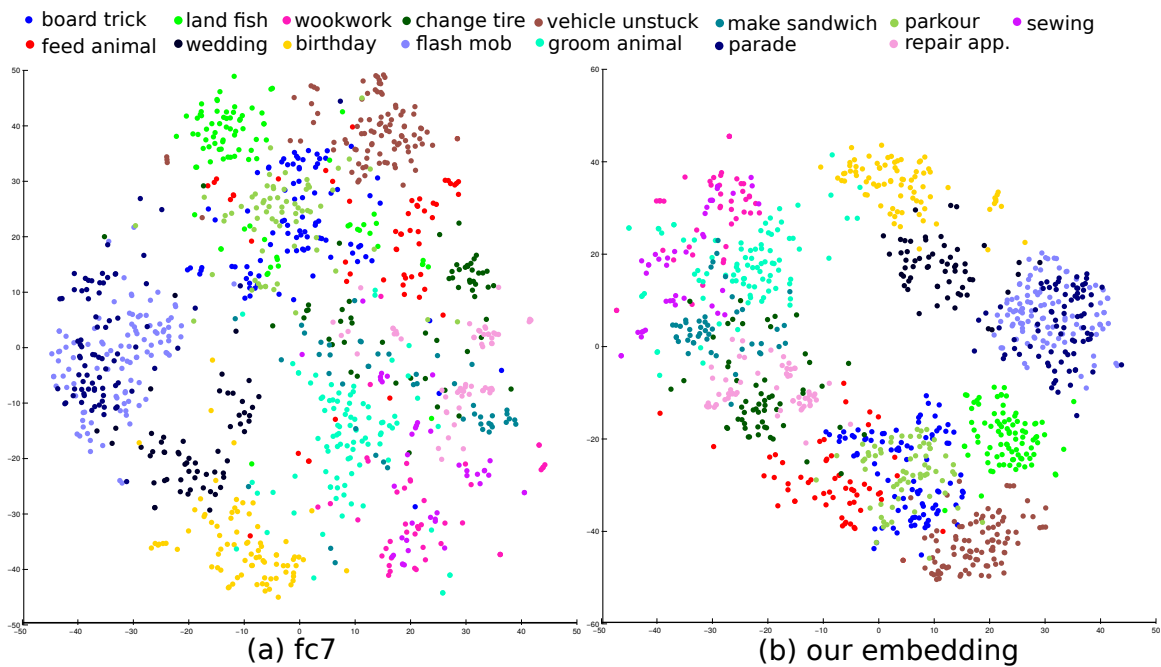 board trick land fish wookwork change tire vehicle unstuck make sandwich parkour sewing
feed animal wedding birthday flash mob groom animal parade repair app.
50 60
40 40
30 20
20 0
10 -20
0 -40
-10 -60
-20
-30
-40
-50
-50 -40 -30 -20 -10 0 10 20 30 40 50 -50 -40 -30 -20 -10 0 10 20 30 40 50
(a) fc7 (b) our embedding